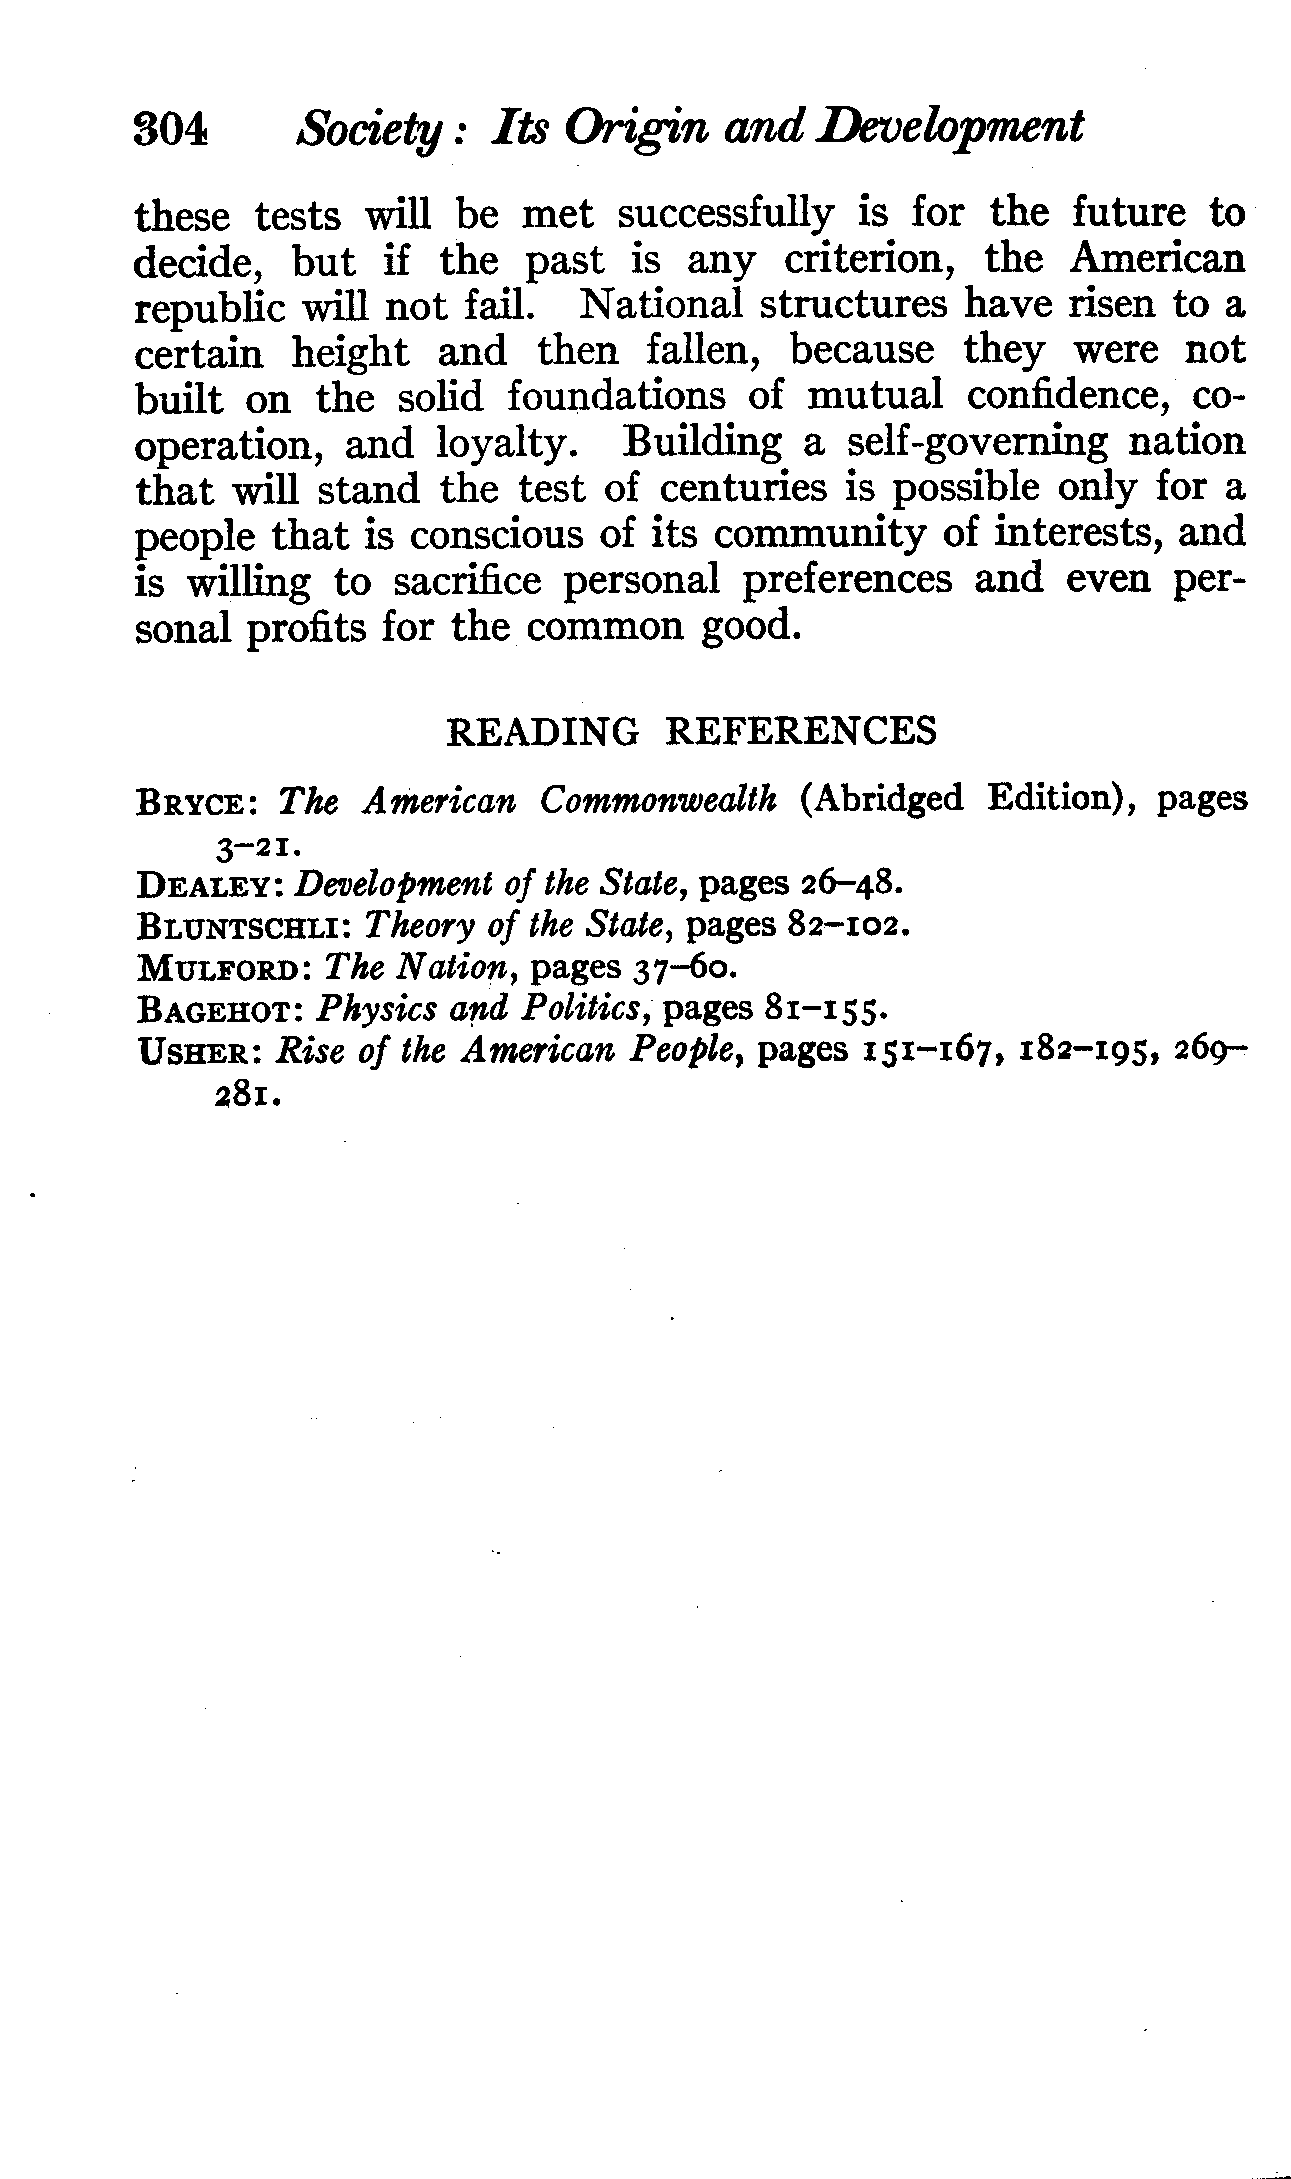 304 Society: Its Origin and Development
these tests will be met successfully is for the future to
decide, but if the past is any criterion, the American
republic will not fail. National structures have risen to a
certain height and then fallen, because they were not
built on the solid foundations of mutual confidence, co-
operation, and loyalty. Building a self-governing nation
that will stand the test of centuries is possible only for a
people that is conscious of its community of interests, and
is willing to sacrifice personal preferences and even per-
sonal profits for the common good.
READING REFERENCES
BRYCE: The American Commonwealth (Abridged Edition), pages
3–21.
DEALEY: Development of the State, pages 26–48.
BLUNTSCHLI: Theory of the State, pages 82–102.
MULFORD: The Nation, pages 37–60.
BAGEHOT: Physics and Politics, pages 81–155.
USHER: Rise of the American People, pages 151–167, 182–195, 269–
281.